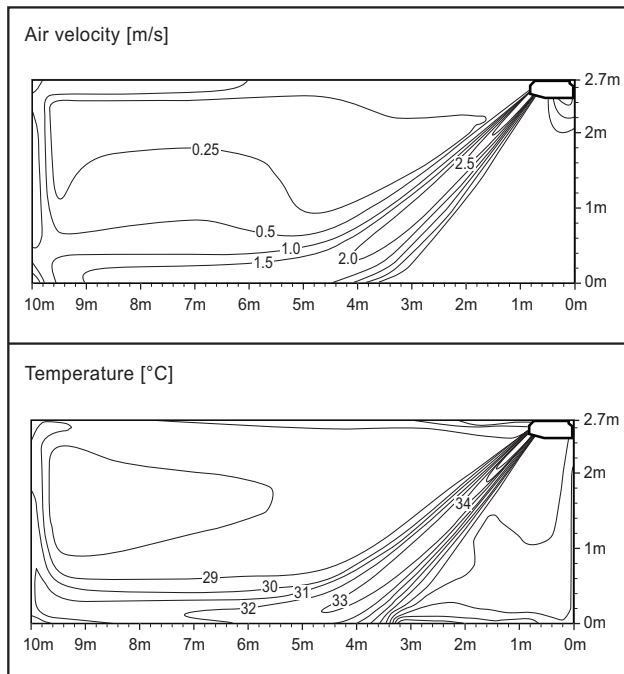 Air velocity [m/s]
2.7m
2m
0.25
2.5
1m
0.5
1.0
2.0
1.5
0m
10m 9m 8m 7m 6m 5m 4m 3m 2m 1m 0m
Temperature [°C]
2.7m
2m
34
1m
29
30
31
33
32
0m
10m 9m 8m 7m 6m 5m 4m 3m 2m 1m 0m